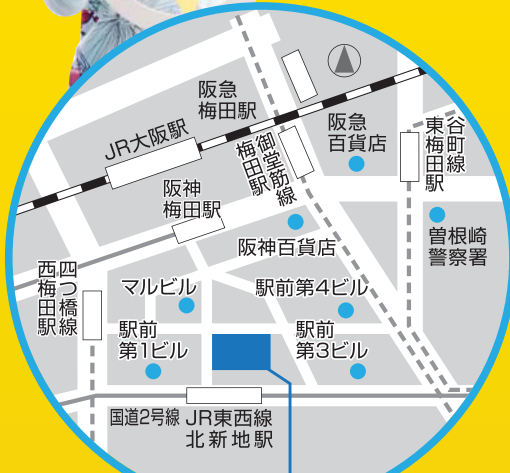 阪急
梅田駅
JR大阪駅
御堂筋線
梅田駅
阪急
百貨店
谷町線
東梅田駅
阪神
梅田駅
阪神百貨店
曽根崎
警察署
四つ橋線
西梅田駅
マルビル
駅前第4ビル
駅前
第1ビル
駅前
第3ビル
国道2号線
JR東西線
北新地駅